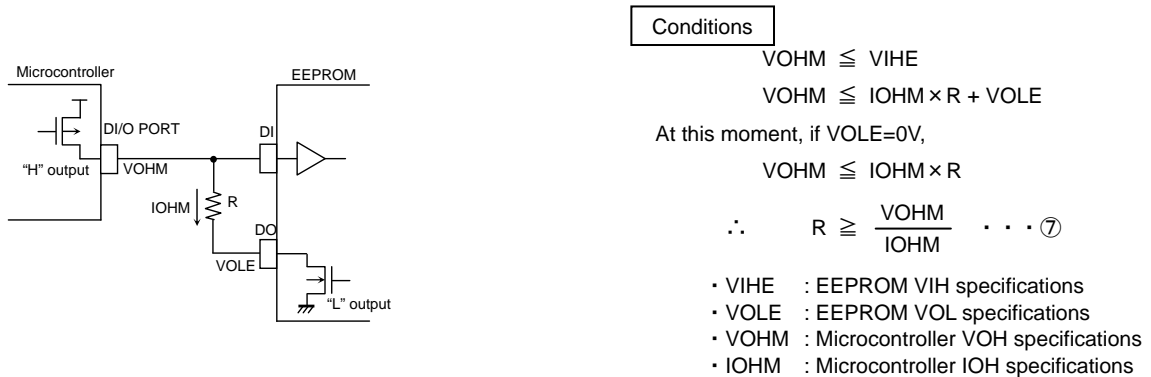 Microcontroller
EEPROM
DI/O PORT
DI
"H" output
VOHM
IOHM
R
DO
VOLE
"L" output
Conditions
VOHM ≦ VIHE
VOHM ≦ IOHM×R + VOLE
At this moment, if VOLE=0V,
VOHM ≦ IOHM×R
∴ R ≧ VOHM / IOHM ・・・⑦
・VIHE : EEPROM VIH specifications
・VOLE : EEPROM VOL specifications
・VOHM : Microcontroller VOH specifications
・IOHM : Microcontroller IOH specifications